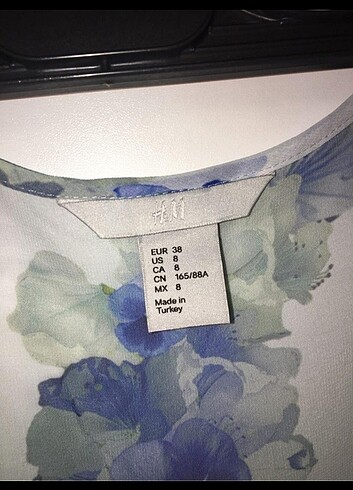 H&M
EUR 38
US 8
CA 8
CN 165/88A
MX 8
Made in
Turkey